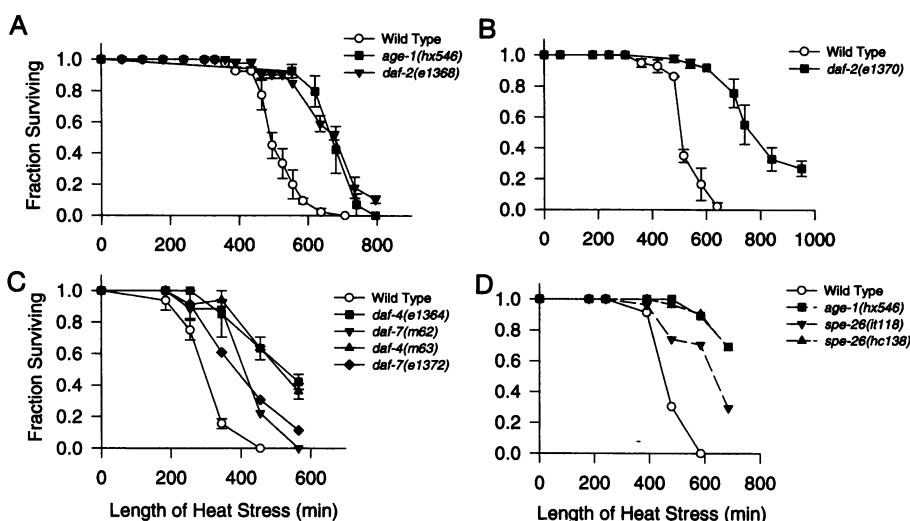 A
Wild Type
age-1(hx546)
daf-2(e1368)
Fraction Surviving
1.0
0.8
0.6
0.4
0.2
0.0
0 200 400 600 800
B
Wild Type
daf-2(e1370)
1.0
0.8
0.6
0.4
0.2
0.0
0 200 400 600 800 1000
C
Wild Type
daf-4(e1364)
daf-7(m62)
daf-4(m63)
daf-7(e1372)
Fraction Surviving
1.0
0.8
0.6
0.4
0.2
0.0
0 200 400 600
Length of Heat Stress (min)
D
Wild Type
age-1(hx546)
spe-26(it118)
spe-26(hc138)
1.0
0.8
0.6
0.4
0.2
0.0
0 200 400 600 800
Length of Heat Stress (min)